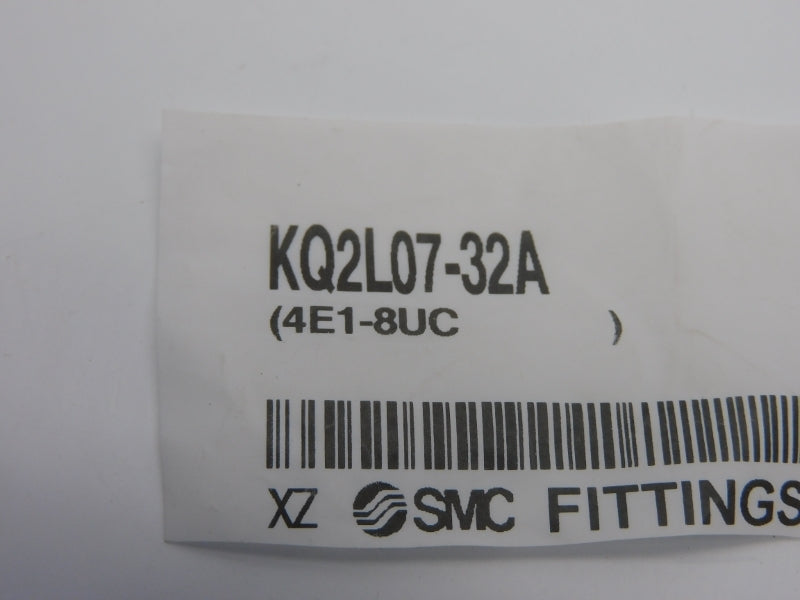 KQ2L07-32A
(4E1-8UC )
XZ SMC FITTINGS